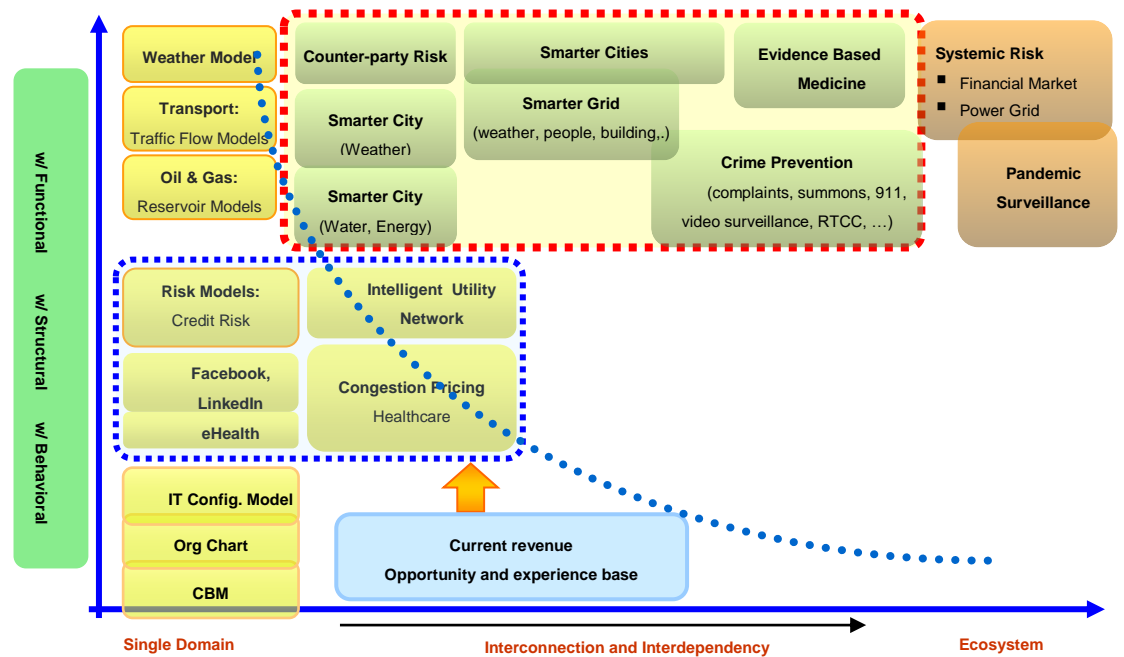 w/ Functional
w/ Structural
w/ Behavioral
Weather Model
Transport:
Traffic Flow Models
Oil & Gas:
Reservoir Models
Counter-party Risk
Smarter City
(Weather)
Smarter City
(Water, Energy)
Smarter Cities
Smarter Grid
(weather, people, building,.)
Evidence Based
Medicine
Crime Prevention
(complaints, summons, 911,
video surveillance, RTCC, …)
Systemic Risk
■ Financial Market
■ Power Grid
Pandemic
Surveillance
Risk Models:
Credit Risk
Facebook,
LinkedIn
eHealth
Intelligent Utility
Network
Congestion Pricing
Healthcare
IT Config. Model
Org Chart
CBM
Current revenue
Opportunity and experience base
Single Domain
Interconnection and Interdependency
Ecosystem